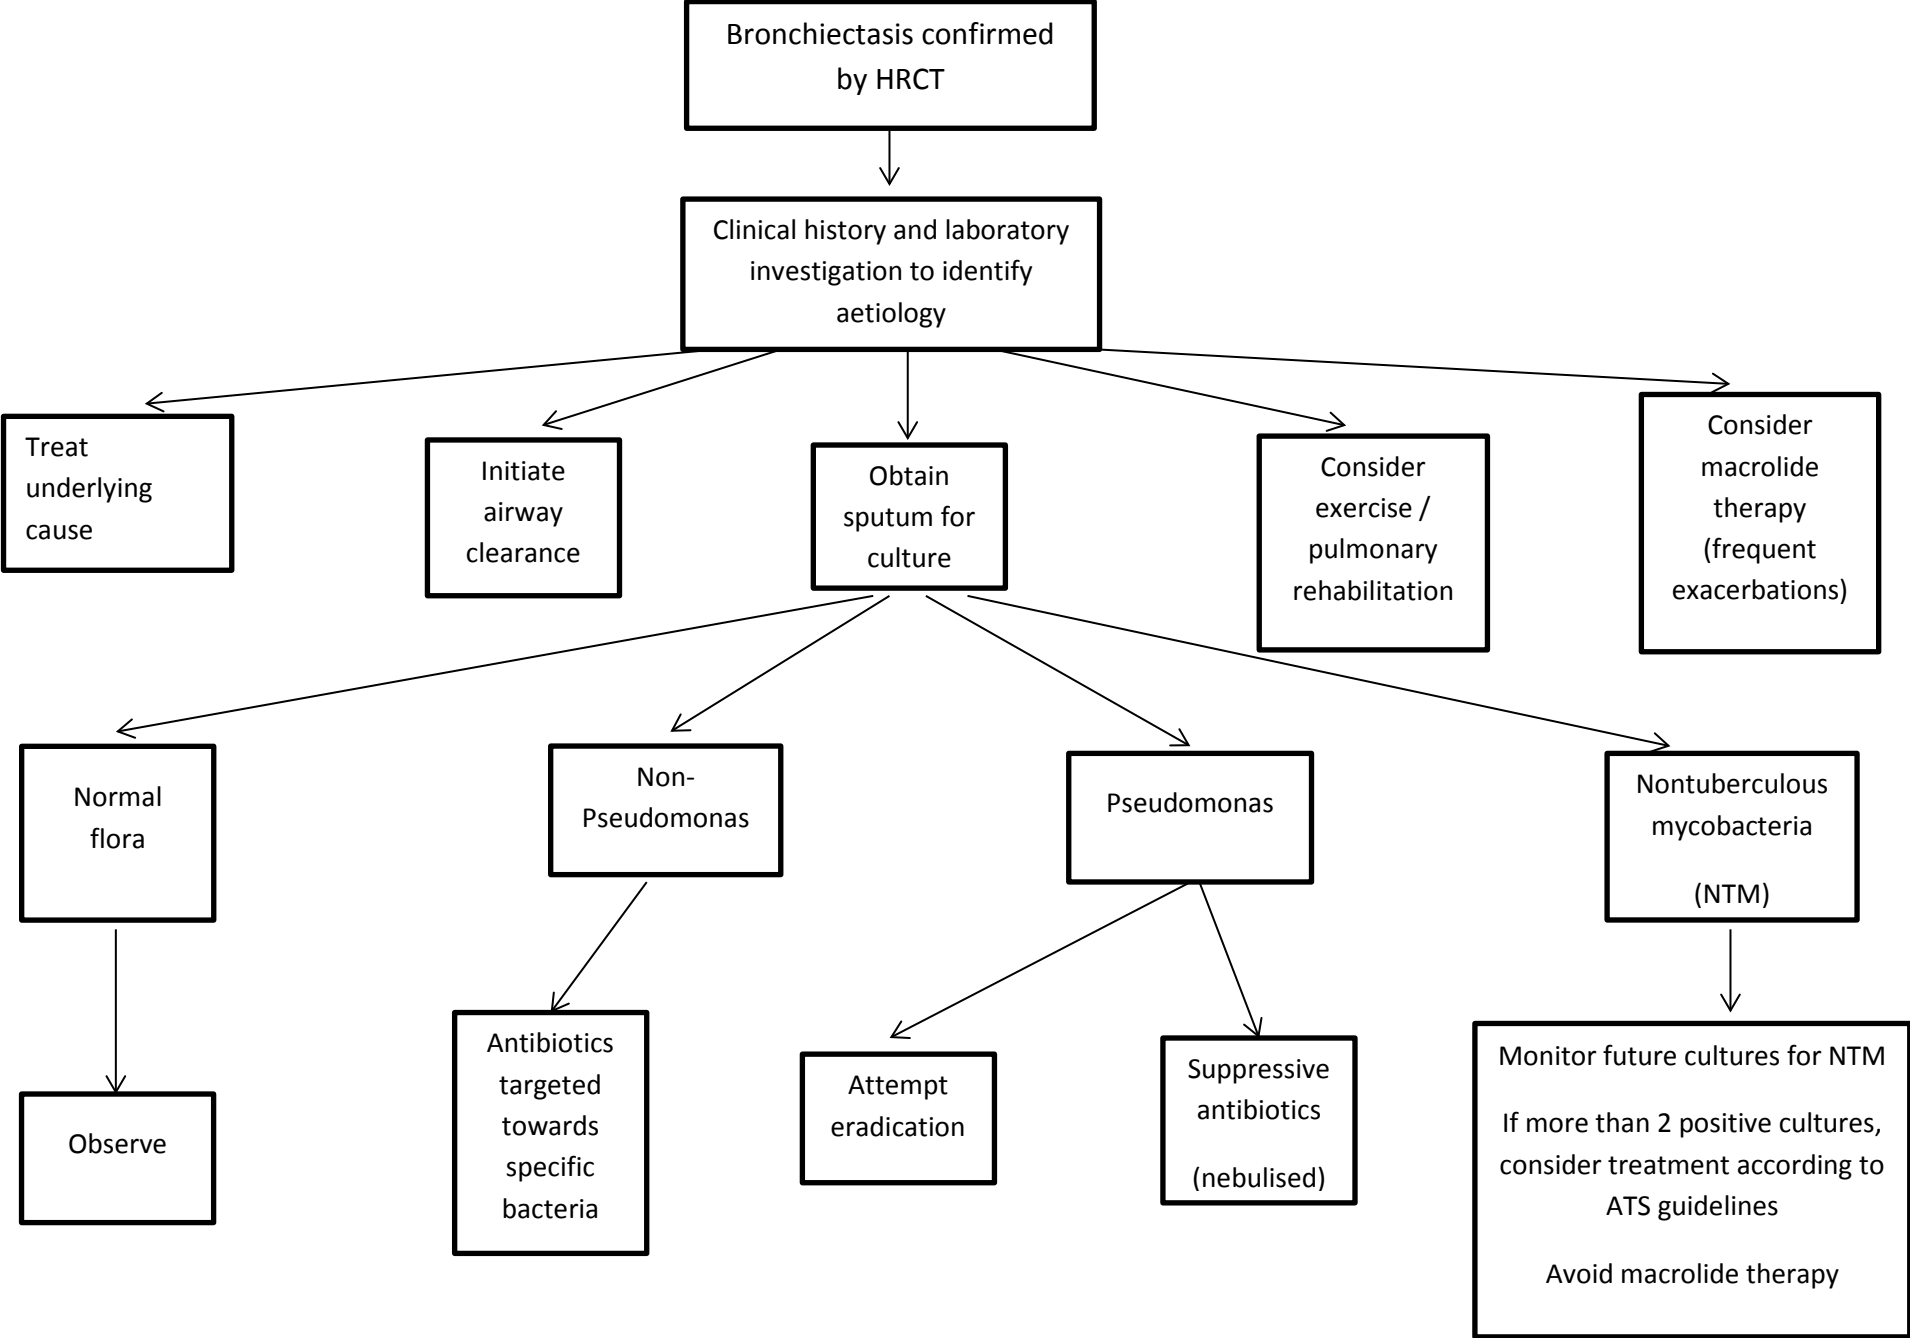 Bronchiectasis confirmed
by HRCT
Clinical history and laboratory
investigation to identify
aetiology
Treat
underlying
cause
Initiate
airway
clearance
Obtain
sputum for
culture
Consider
exercise /
pulmonary
rehabilitation
Consider
macrolide
therapy
(frequent
exacerbations)
Normal
flora
Non-
Pseudomonas
Pseudomonas
Nontuberculous
mycobacteria
(NTM)
Observe
Antibiotics
targeted
towards
specific
bacteria
Attempt
eradication
Suppressive
antibiotics
(nebulised)
Monitor future cultures for NTM
If more than 2 positive cultures,
consider treatment according to
ATS guidelines
Avoid macrolide therapy